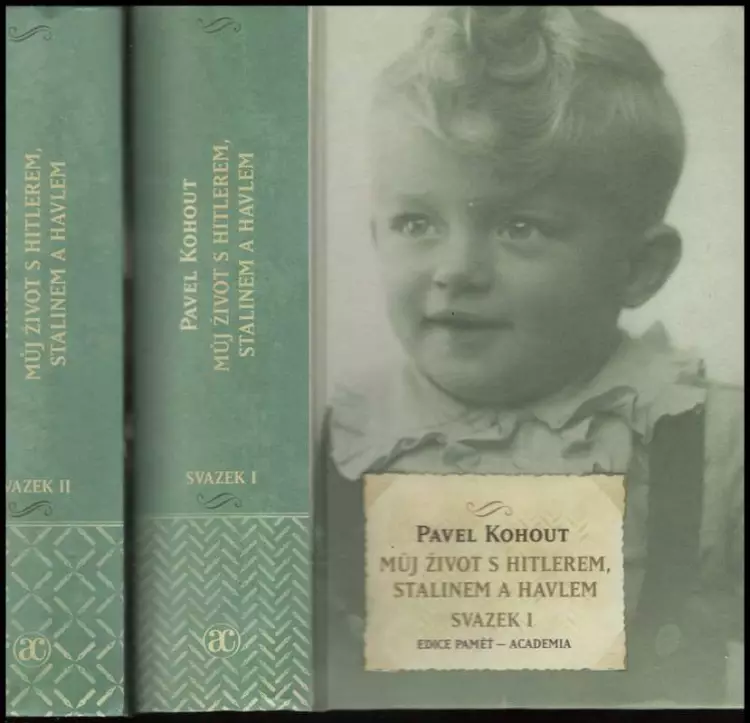 MŮJ ŽIVOT S HITLEREM,
STALINEM A HAVLEM
VAZEK II
ac
PAVEL KOHOUT
MŮJ ŽIVOT S HITLEREM,
STALINEM A HAVLEM
SVAZEK I
ac
PAVEL KOHOUT
MŮJ ŽIVOT S HITLEREM,
STALINEM A HAVLEM
SVAZEK I
EDICE PAMĚŤ – ACADEMIA